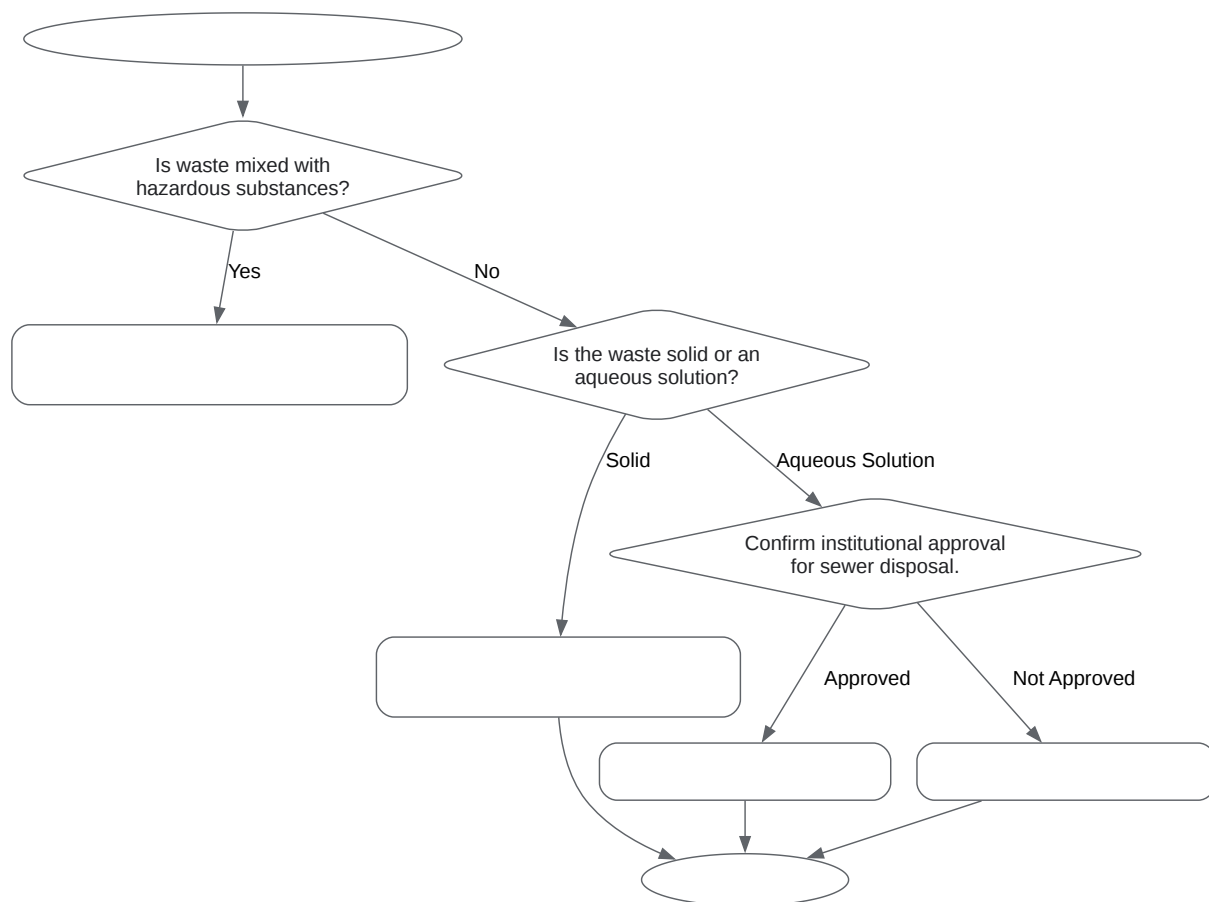 Is waste mixed with
hazardous substances?
Yes
No
Is the waste solid or an
aqueous solution?
Solid
Aqueous Solution
Confirm institutional approval
for sewer disposal.
Approved
Not Approved